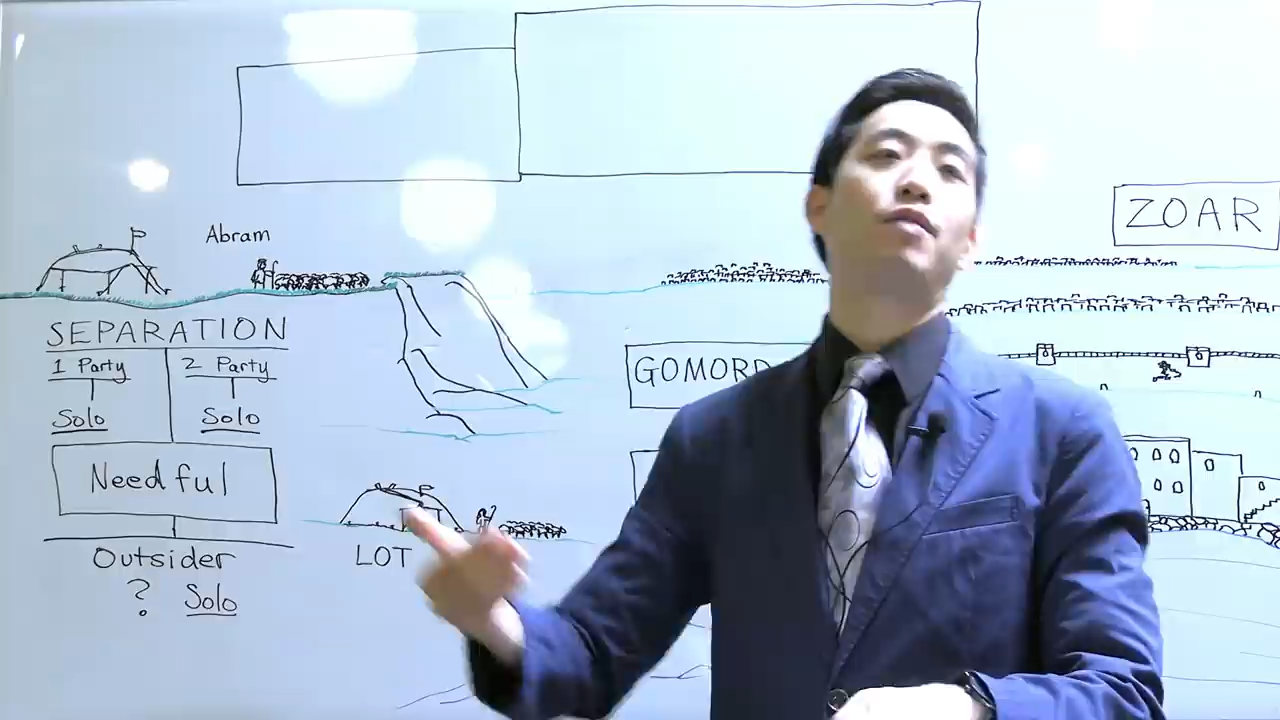 Abram
ZOAR
SEPARATION
1 Party 2 Party
Solo Solo
Needful
Outsider
? Solo
LOT